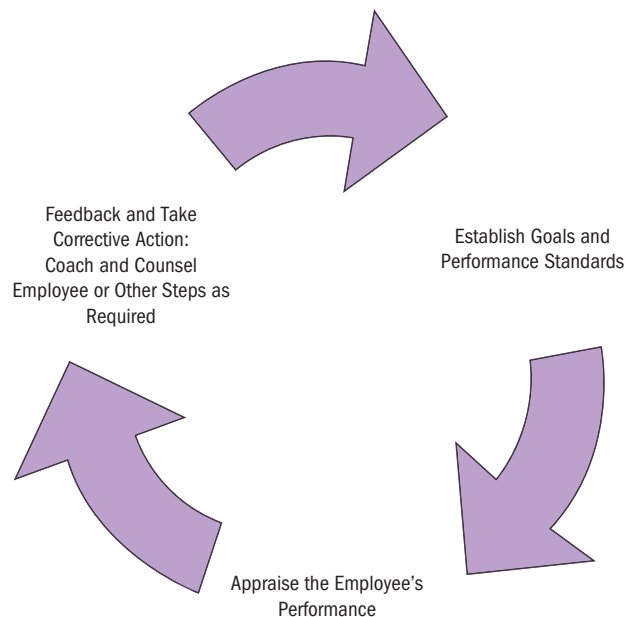 Feedback and Take
Corrective Action:
Coach and Counsel
Employee or Other Steps as
Required
Establish Goals and
Performance Standards
Appraise the Employee’s
Performance